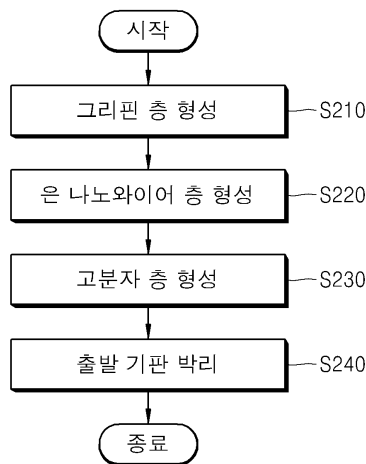 시작
그리핀 층 형성 S210
은 나노와이어 층 형성 S220
고분자 층 형성 S230
출발 기판 박리 S240
종료